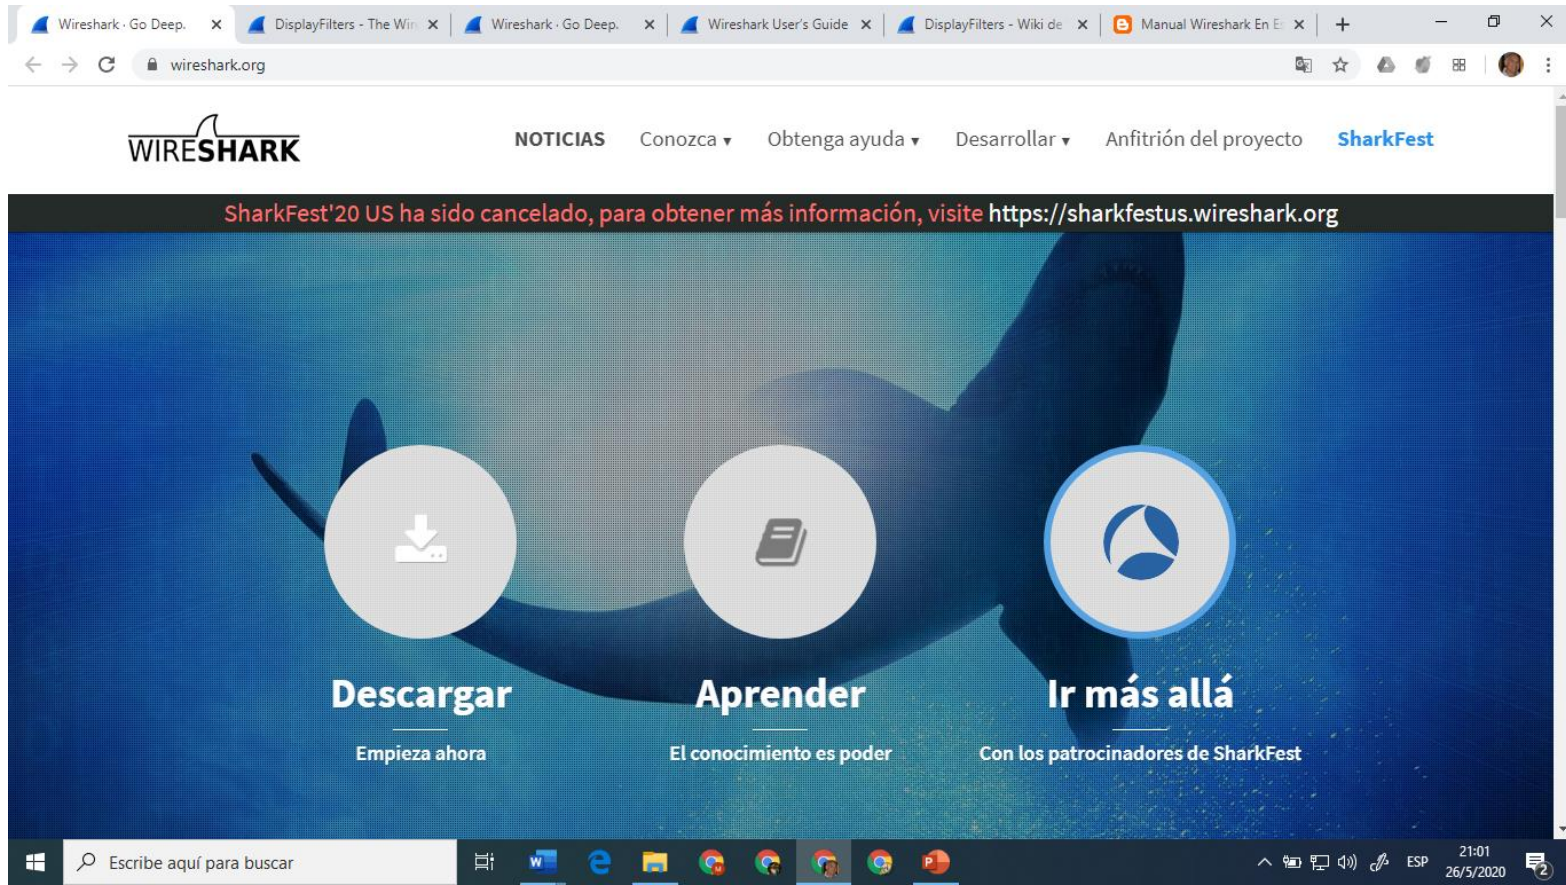 Wireshark · Go Deep.
DisplayFilters - The Wir
Wireshark · Go Deep.
Wireshark User's Guide
DisplayFilters - Wiki de
Manual Wireshark En E
wireshark.org
WIRESHARK
NOTICIAS Conozca ▾ Obtenga ayuda ▾ Desarrollar ▾ Anfitrión del proyecto SharkFest
SharkFest'20 US ha sido cancelado, para obtener más información, visite https://sharkfestus.wireshark.org
Descargar
Empieza ahora
Aprender
El conocimiento es poder
Ir más allá
Con los patrocinadores de SharkFest
Escribe aquí para buscar
ESP
21:01
26/5/2020
2